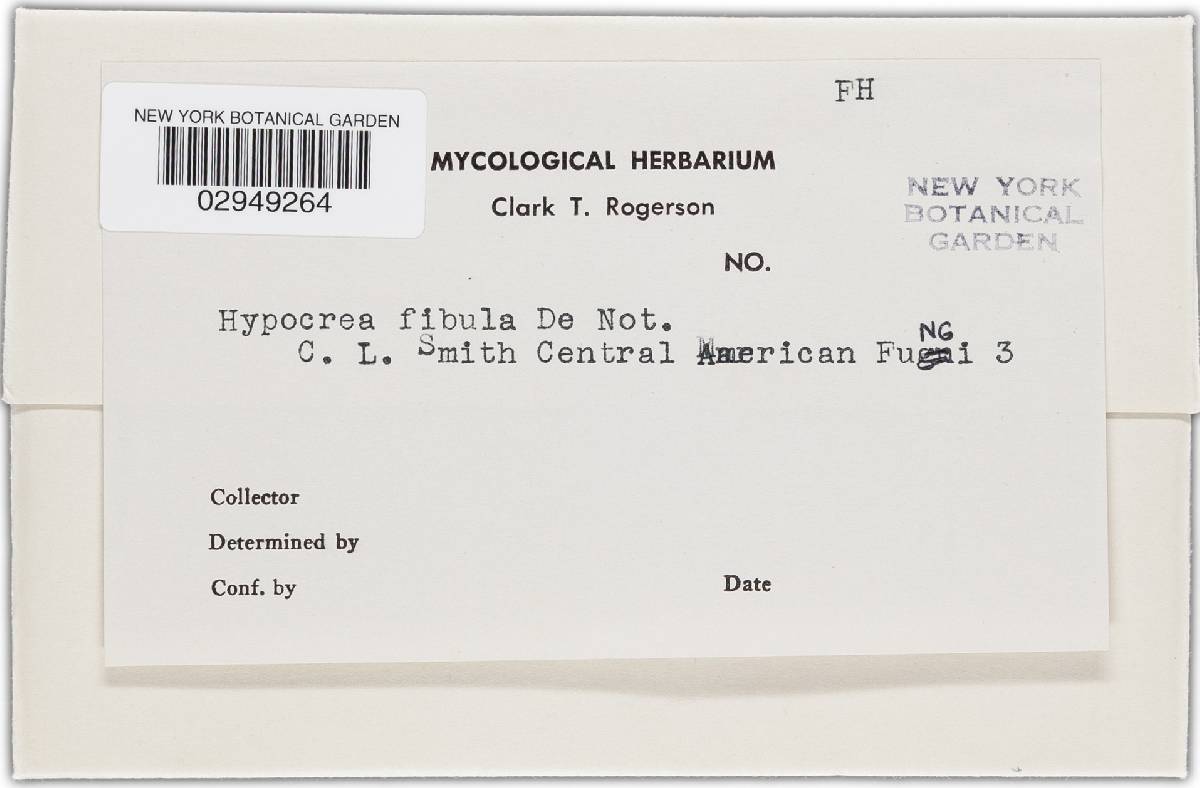 FH
NEW YORK BOTANICAL GARDEN
02949264
MYCOLOGICAL HERBARIUM
Clark T. Rogerson
NEW YORK
BOTANICAL
GARDEN
NO.
Hypocrea fibula De Not.
C. L. Smith Central American FuNGi 3
Collector
Determined by
Conf. by
Date